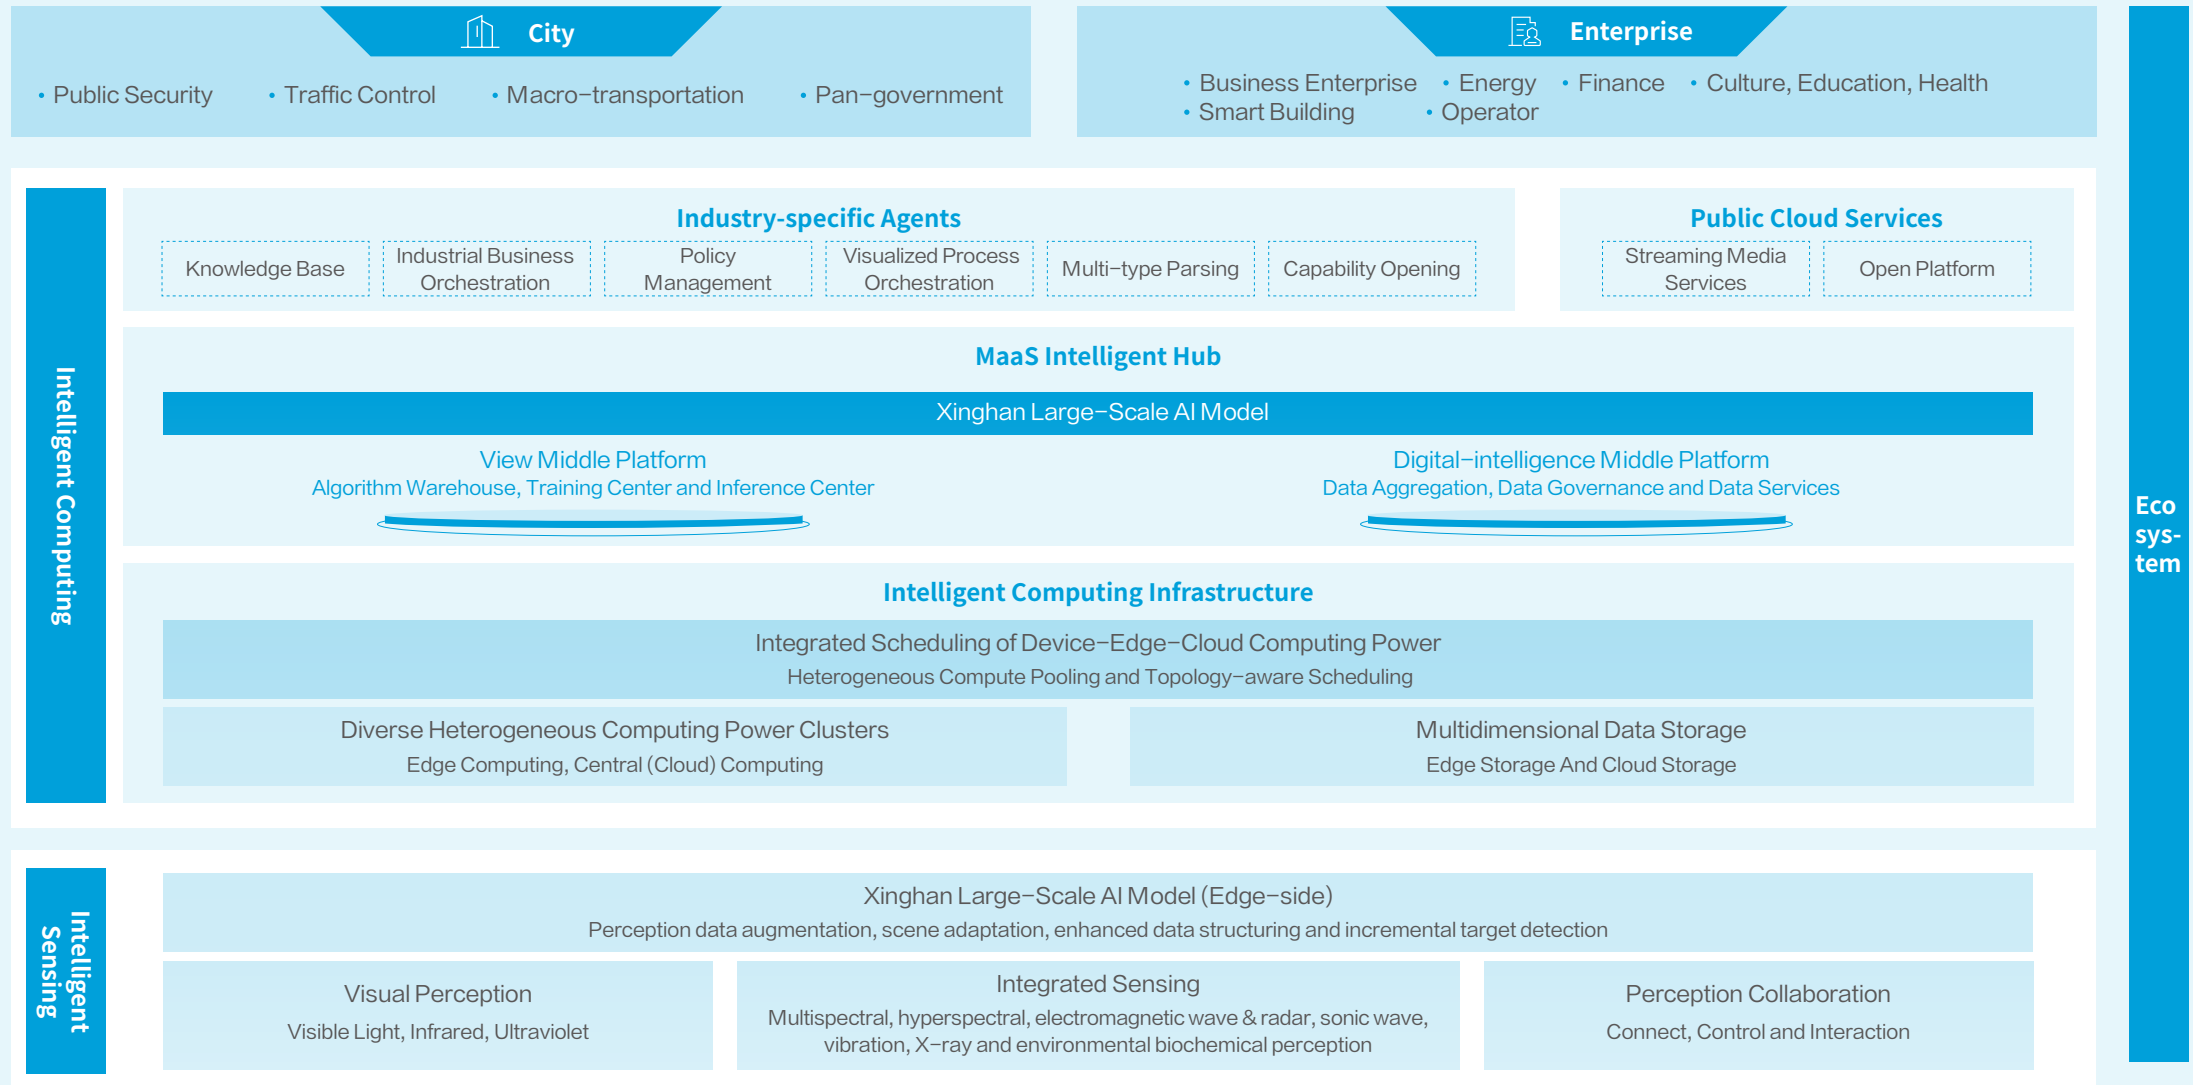 City
• Public Security • Traffic Control • Macro-transportation • Pan-government
Enterprise
• Business Enterprise • Energy • Finance • Culture, Education, Health
• Smart Building • Operator
Intelligent Computing
Industry-specific Agents
Knowledge Base
Industrial Business
Orchestration
Policy
Management
Visualized Process
Orchestration
Multi-type Parsing
Capability Opening
Public Cloud Services
Streaming Media
Services
Open Platform
MaaS Intelligent Hub
Xinghan Large-Scale AI Model
View Middle Platform
Algorithm Warehouse, Training Center and Inference Center
Digital-intelligence Middle Platform
Data Aggregation, Data Governance and Data Services
Intelligent Computing Infrastructure
Integrated Scheduling of Device-Edge-Cloud Computing Power
Heterogeneous Compute Pooling and Topology-aware Scheduling
Diverse Heterogeneous Computing Power Clusters
Edge Computing, Central (Cloud) Computing
Multidimensional Data Storage
Edge Storage And Cloud Storage
Intelligent
Sensing
Xinghan Large-Scale AI Model (Edge-side)
Perception data augmentation, scene adaptation, enhanced data structuring and incremental target detection
Visual Perception
Visible Light, Infrared, Ultraviolet
Integrated Sensing
Multispectral, hyperspectral, electromagnetic wave & radar, sonic wave,
vibration, X-ray and environmental biochemical perception
Perception Collaboration
Connect, Control and Interaction
Eco
sys-
tem